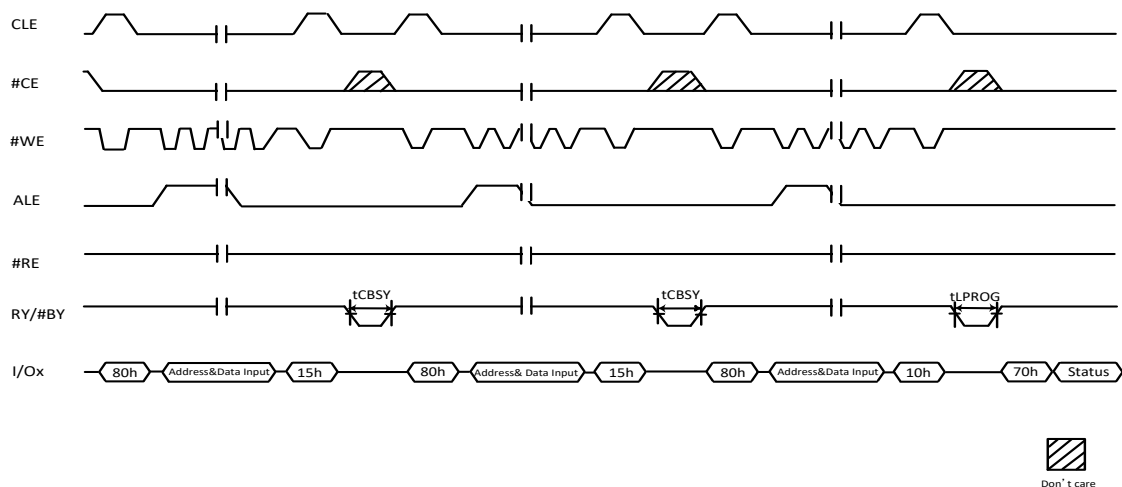 CLE
#CE
#WE
ALE
#RE
RY/#BY tCBSY tCBSY tLPROG
I/Ox 80h Address&Data Input 15h 80h Address& Data Input 15h 80h Address&Data Input 10h 70h Status
Don't care